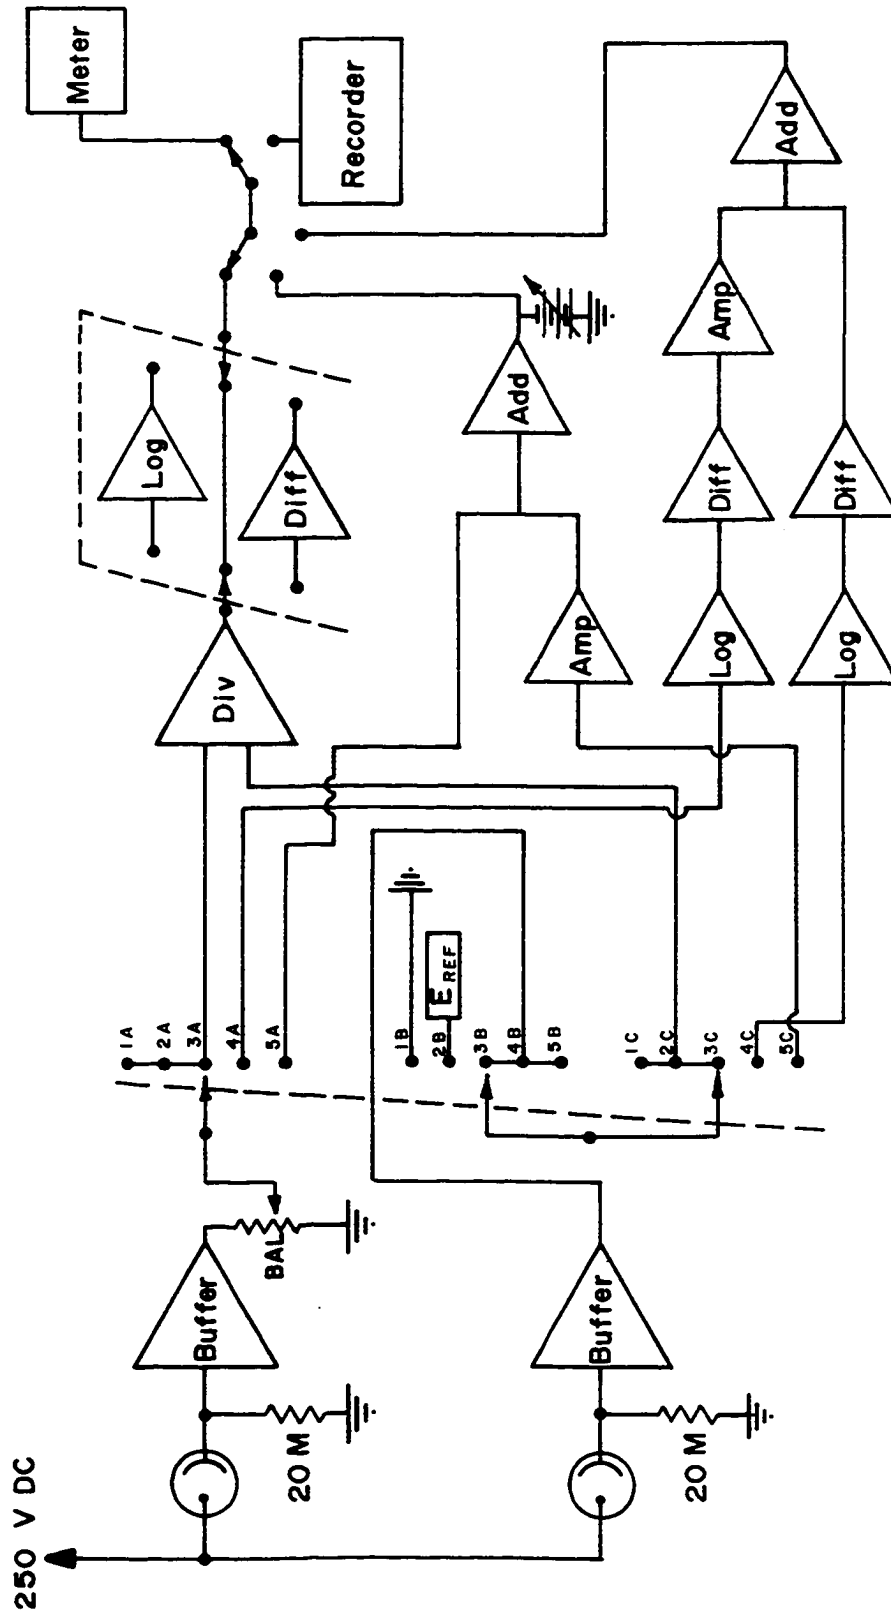 250 V DC
20 M
20 M
Buffer
Buffer
BAL
1A
2A
3A
4A
5A
1B
2B
3B
4B
5B
1C
2C
3C
4C
5C
E REF
Div
Log
Diff
Amp
Log
Log
Add
Diff
Diff
Amp
Add
Meter
Recorder